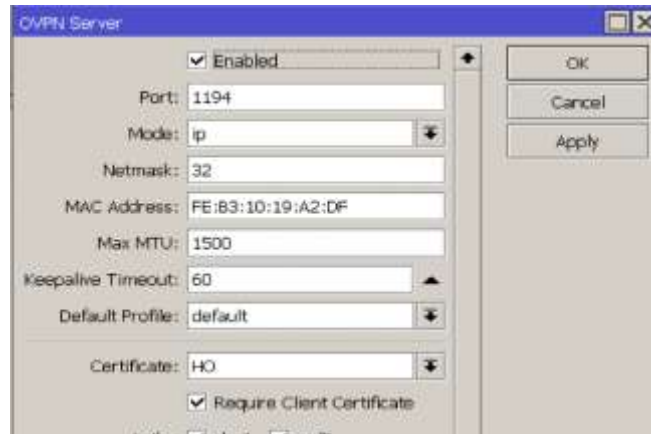 OVPN Server
Enabled
OK
Port: 1194
Cancel
Mode: ip
Apply
Netmask: 32
MAC Address: FE:B3:10:19:A2:DF
Max MTU: 1500
Keepalive Timeout: 60
Default Profile: default
Certificate: HO
Require Client Certificate